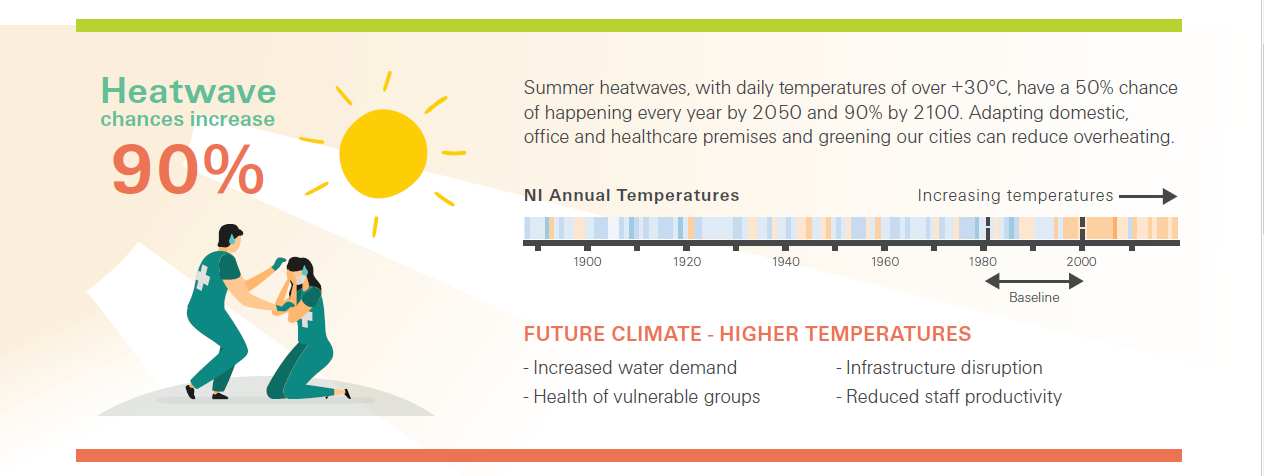 Heatwave
chances increase
90%
Summer heatwaves, with daily temperatures of over +30°C, have a 50% chance
of happening every year by 2050 and 90% by 2100. Adapting domestic,
office and healthcare premises and greening our cities can reduce overheating.
NI Annual Temperatures
Increasing temperatures
1900 1920 1940 1960 1980 2000
Baseline
FUTURE CLIMATE - HIGHER TEMPERATURES
- Increased water demand
- Health of vulnerable groups
- Infrastructure disruption
- Reduced staff productivity